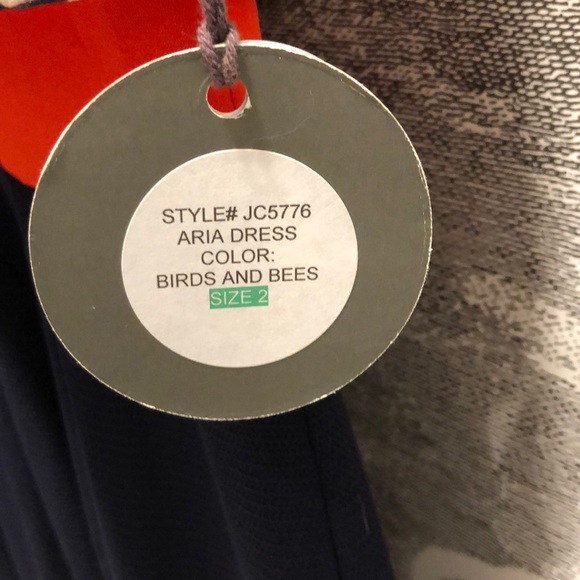 STYLE# JC5776
ARIA DRESS
COLOR:
BIRDS AND BEES
SIZE 2